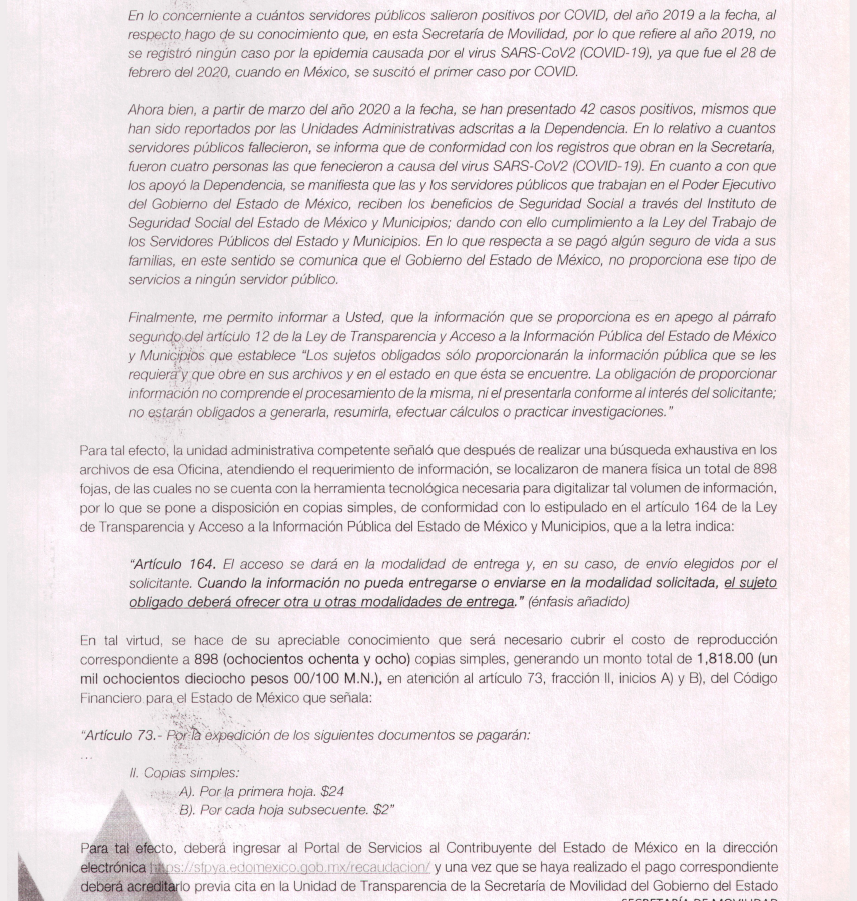 En lo concerniente a cuántos servidores públicos salieron positivos por COVID, del año 2019 a la fecha, al
respecto hago de su conocimiento que, en esta Secretaría de Movilidad, por lo que refiere al año 2019, no
se registró ningún caso por la epidemia causada por el virus SARS-CoV2 (COVID-19), ya que fue el 28 de
febrero del 2020, cuando en México, se suscitó el primer caso por COVID.
Ahora bien, a partir de marzo del año 2020 a la fecha, se han presentado 42 casos positivos, mismos que
han sido reportados por las Unidades Administrativas adscritas a la Dependencia. En lo relativo a cuantos
servidores públicos fallecieron, se informa que de conformidad con los registros que obran en la Secretaría,
fueron cuatro personas las que fenecieron a causa del virus SARS-CoV2 (COVID-19). En cuanto a con que
los apoyó la Dependencia, se manifiesta que las y los servidores públicos que trabajan en el Poder Ejecutivo
del Gobierno del Estado de México, reciben los beneficios de Seguridad Social a través del Instituto de
Seguridad Social del Estado de México y Municipios; dando con ello cumplimiento a la Ley del Trabajo de
los Servidores Públicos del Estado y Municipios. En lo que respecta a se pagó algún seguro de vida a sus
familias, en este sentido se comunica que el Gobierno del Estado de México, no proporciona ese tipo de
servicios a ningún servidor público.
Finalmente, me permito informar a Usted, que la información que se proporciona es en apego al párrafo
segundo del artículo 12 de la Ley de Transparencia y Acceso a la Información Pública del Estado de México
y Municipios que establece “Los sujetos obligados sólo proporcionarán la información pública que se les
requiera y que obre en sus archivos y en el estado en que ésta se encuentre. La obligación de proporcionar
información no comprende el procesamiento de la misma, ni el presentarla conforme al interés del solicitante;
no estarán obligados a generarla, resumirla, efectuar cálculos o practicar investigaciones.”
Para tal efecto, la unidad administrativa competente señaló que después de realizar una búsqueda exhaustiva en los
archivos de esa Oficina, atendiendo el requerimiento de información, se localizaron de manera física un total de 898
fojas, de las cuales no se cuenta con la herramienta tecnológica necesaria para digitalizar tal volumen de información,
por lo que se pone a disposición en copias simples, de conformidad con lo estipulado en el artículo 164 de la Ley
de Transparencia y Acceso a la Información Pública del Estado de México y Municipios, que a la letra indica:
“Artículo 164. El acceso se dará en la modalidad de entrega y, en su caso, de envío elegidos por el
solicitante. Cuando la información no pueda entregarse o enviarse en la modalidad solicitada, el sujeto
obligado deberá ofrecer otra u otras modalidades de entrega.” (énfasis añadido)
En tal virtud, se hace de su apreciable conocimiento que será necesario cubrir el costo de reproducción
correspondiente a 898 (ochocientos ochenta y ocho) copias simples, generando un monto total de 1,818.00 (un
mil ochocientos dieciocho pesos 00/100 M.N.), en atención al artículo 73, fracción II, inicios A) y B), del Código
Financiero para el Estado de México que señala:
“Artículo 73.- Por la expedición de los siguientes documentos se pagarán:
...
II. Copias simples:
A). Por la primera hoja. $24
B). Por cada hoja subsecuente. $2”
Para tal efecto, deberá ingresar al Portal de Servicios al Contribuyente del Estado de México en la dirección
electrónica https://sfpya.edomexico.gob.mx/recaudacion/ y una vez que se haya realizado el pago correspondiente
deberá acreditarlo previa cita en la Unidad de Transparencia de la Secretaría de Movilidad del Gobierno del Estado
SECRETARÍA DE MOVILIDAD